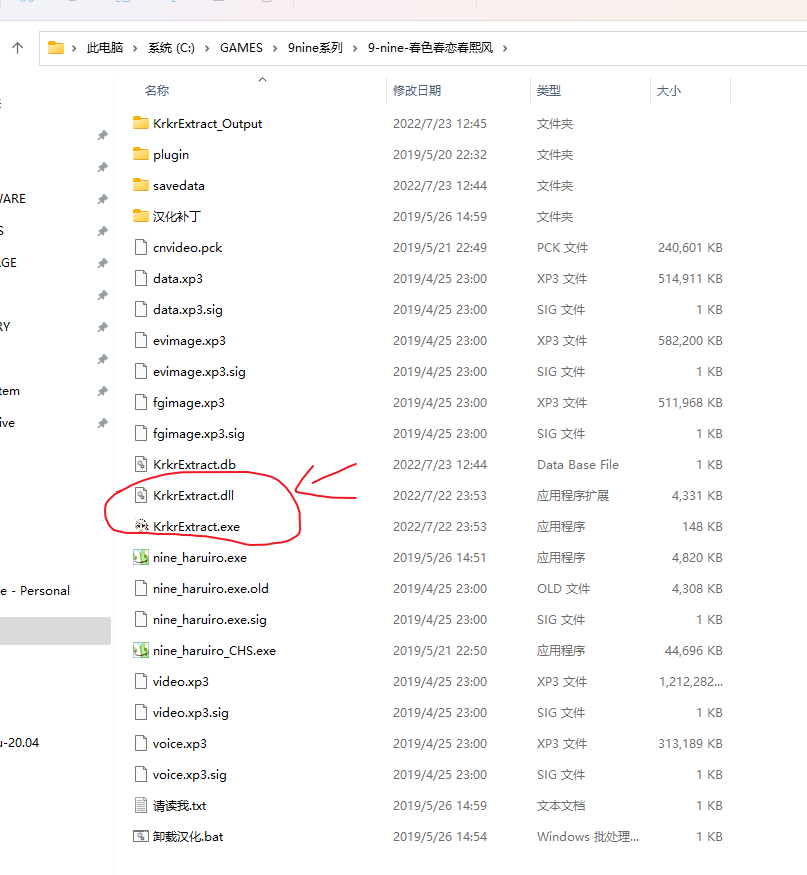 此电脑 › 系统 (C:) › GAMES › 9nine系列 › 9-nine-春色春恋春熙风 ›
名称 修改日期 类型 大小
KrkrExtract_Output 2022/7/23 12:45 文件夹
plugin 2019/5/20 22:32 文件夹
savedata 2022/7/23 12:44 文件夹
WARE
汉化补丁 2019/5/26 14:59 文件夹
S
cnvideo.pck 2019/5/21 22:49 PCK 文件 240,601 KB
GE
data.xp3 2019/4/25 23:00 XP3 文件 514,911 KB
data.xp3.sig 2019/4/25 23:00 SIG 文件 1 KB
RY
evimage.xp3 2019/4/25 23:00 XP3 文件 582,200 KB
evimage.xp3.sig 2019/4/25 23:00 SIG 文件 1 KB
tem
fgimage.xp3 2019/4/25 23:00 XP3 文件 511,968 KB
ive
fgimage.xp3.sig 2019/4/25 23:00 SIG 文件 1 KB
KrkrExtract.db 2022/7/23 12:44 Data Base File 1 KB
KrkrExtract.dll 2022/7/22 23:53 应用程序扩展 4,331 KB
KrkrExtract.exe 2022/7/22 23:53 应用程序 148 KB
nine_haruiro.exe 2019/5/26 14:51 应用程序 4,820 KB
e - Personal
nine_haruiro.exe.old 2019/4/25 23:00 OLD 文件 4,308 KB
nine_haruiro.exe.sig 2019/4/25 23:00 SIG 文件 1 KB
nine_haruiro_CHS.exe 2019/5/21 22:50 应用程序 44,696 KB
video.xp3 2019/4/25 23:00 XP3 文件 1,212,282...
video.xp3.sig 2019/4/25 23:00 SIG 文件 1 KB
u-20.04
voice.xp3 2019/4/25 23:00 XP3 文件 313,189 KB
voice.xp3.sig 2019/4/25 23:00 SIG 文件 1 KB
请读我.txt 2019/5/26 14:59 文本文档 1 KB
卸载汉化.bat 2019/5/26 14:54 Windows 批处理... 1 KB